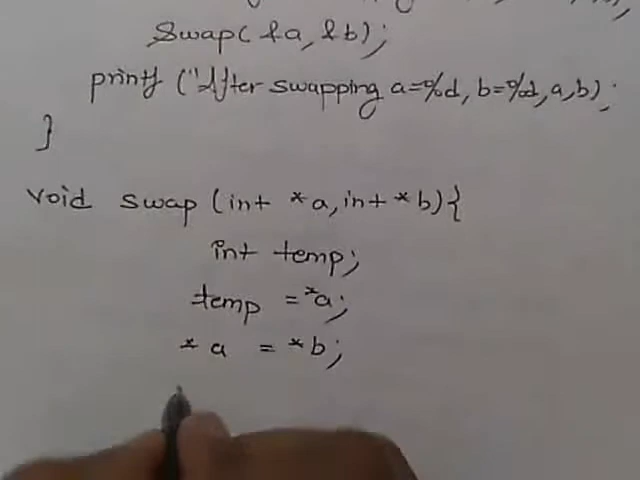 Swap( &a, &b);
printf ("After swapping a=%d, b=%d, a,b);
}
void swap (int *a, int *b){
int temp;
temp = *a;
* a = *b;